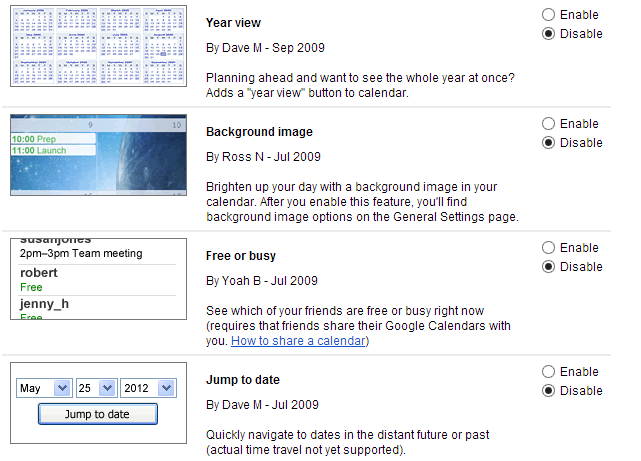 Year view
Enable
Disable
By Dave M - Sep 2009
Planning ahead and want to see the whole year at once?
Adds a "year view" button to calendar.
9
10
10:00 Prep
11:00 Launch
Background image
Enable
Disable
By Ross N - Jul 2009
Brighten up your day with a background image in your
calendar. After you enable this feature, you'll find
background image options on the General Settings page.
susanjones
2pm–3pm Team meeting
robert
Free
jenny_h
Free
Free or busy
Enable
Disable
By Yoah B - Jul 2009
See which of your friends are free or busy right now
(requires that friends share their Google Calendars with
you. How to share a calendar)
May 25 2012
Jump to date
Jump to date
Enable
Disable
By Dave M - Jul 2009
Quickly navigate to dates in the distant future or past
(actual time travel not yet supported).